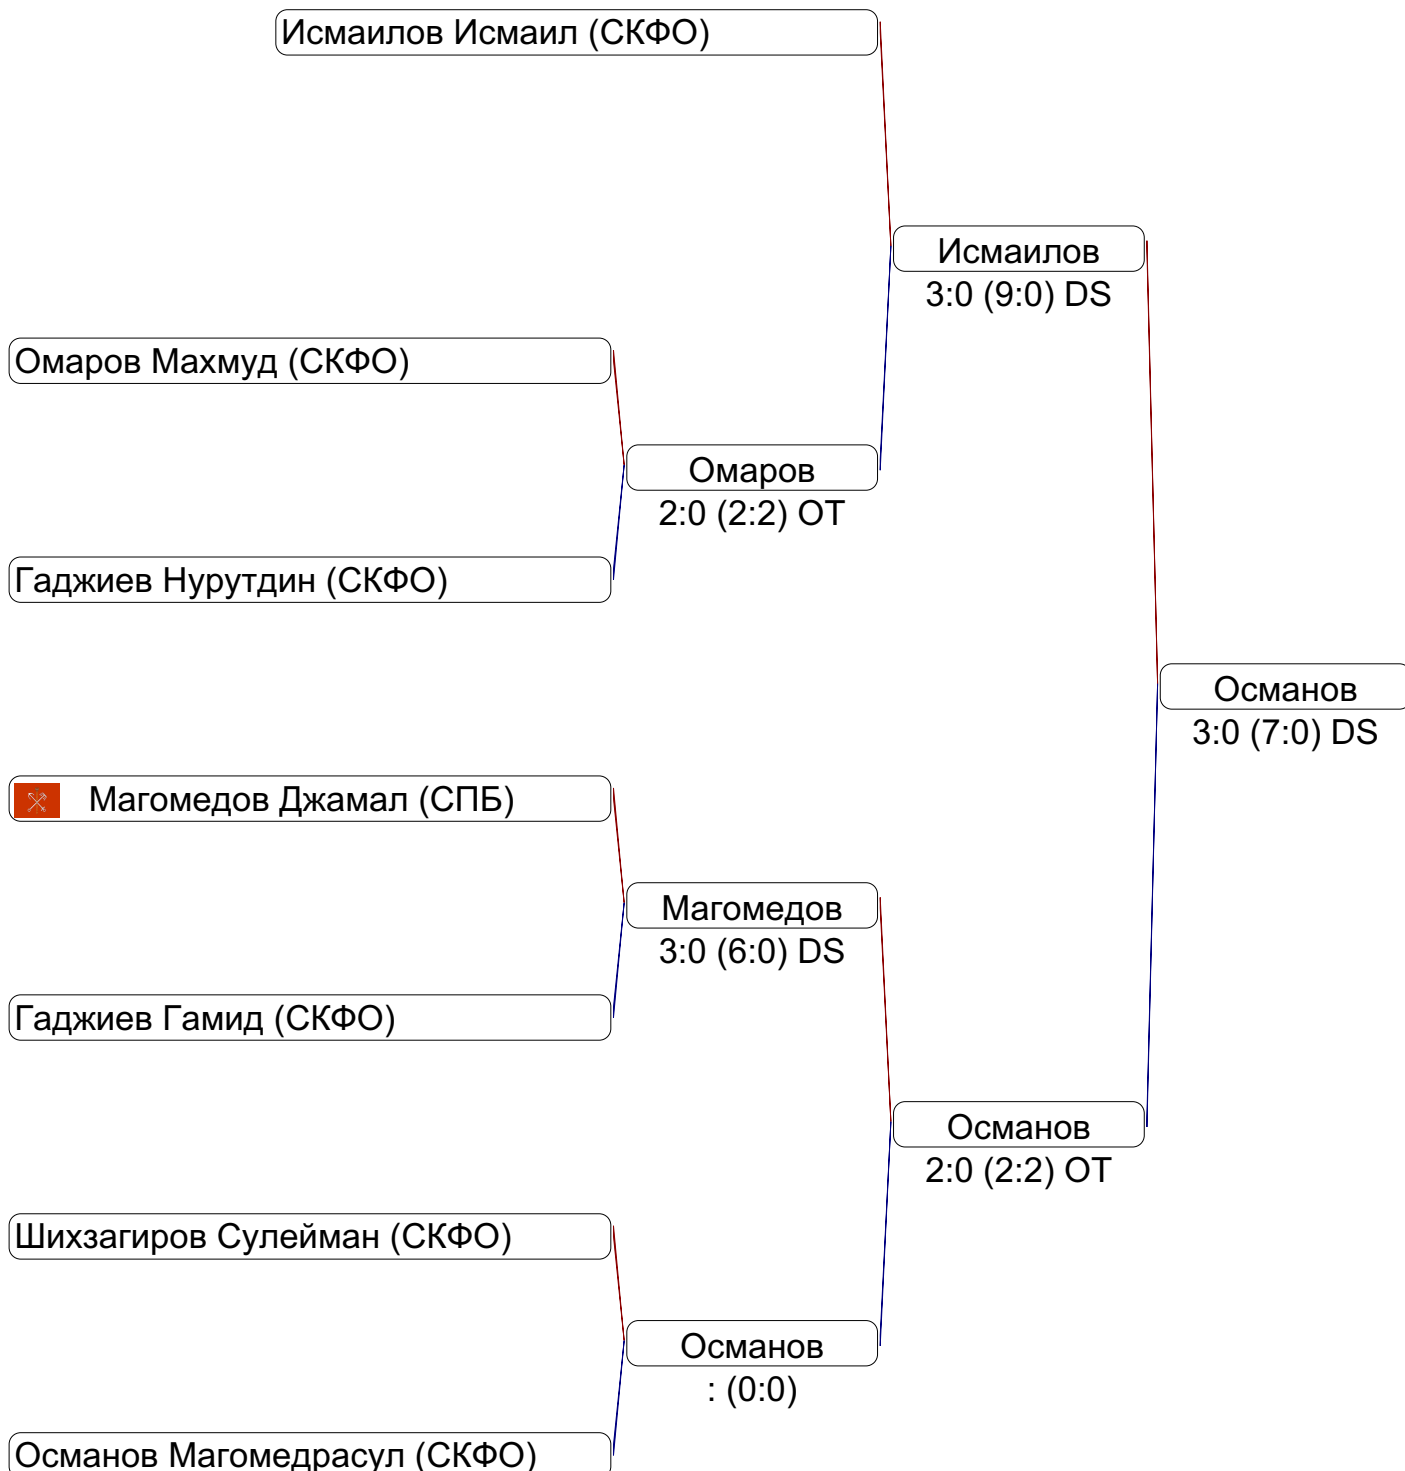 Исмаилов Исмаил (СКФО)
Исмаилов
3:0 (9:0) DS
Омаров Махмуд (СКФО)
Омаров
2:0 (2:2) OT
Гаджиев Нурутдин (СКФО)
Османов
3:0 (7:0) DS
Магомедов Джамал (СПБ)
Магомедов
3:0 (6:0) DS
Гаджиев Гамид (СКФО)
Османов
2:0 (2:2) OT
Шихзагиров Сулейман (СКФО)
Османов
: (0:0)
Османов Магомедрасул (СКФО)